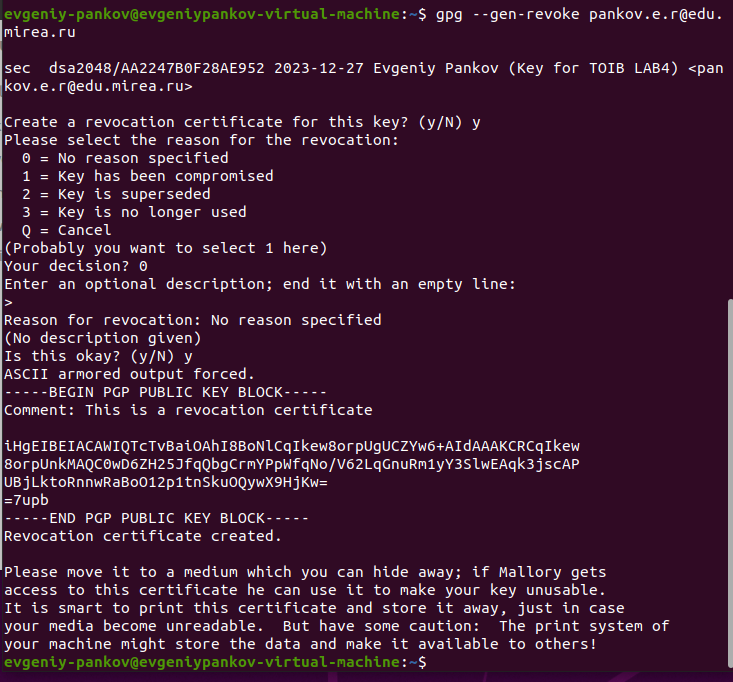 evgeniy-pankov@evgeniypankov-virtual-machine:~$ gpg --gen-revoke pankov.e.r@edu.
mirea.ru

sec  dsa2048/AA2247B0F28AE952 2023-12-27 Evgeniy Pankov (Key for TOIB LAB4) <pan
kov.e.r@edu.mirea.ru>

Create a revocation certificate for this key? (y/N) y
Please select the reason for the revocation:
  0 = No reason specified
  1 = Key has been compromised
  2 = Key is superseded
  3 = Key is no longer used
  Q = Cancel
(Probably you want to select 1 here)
Your decision? 0
Enter an optional description; end it with an empty line:
>
Reason for revocation: No reason specified
(No description given)
Is this okay? (y/N) y
ASCII armored output forced.
-----BEGIN PGP PUBLIC KEY BLOCK-----
Comment: This is a revocation certificate

iHgEIBEIACAWIQTcTvBaiOAhI8BoNlCqIkew8orpUgUCZYw6+AIdAAAKCRCqIkew
8orpUnkMAQC0wD6ZH25JfqQbgCrmYPpWfqNo/V62LqGnuRm1yY3SlwEAqk3jscAP
UBjLktoRnnwRaBoO12p1tnSkuOQywX9HjKw=
=7upb
-----END PGP PUBLIC KEY BLOCK-----
Revocation certificate created.

Please move it to a medium which you can hide away; if Mallory gets
access to this certificate he can use it to make your key unusable.
It is smart to print this certificate and store it away, just in case
your media become unreadable.  But have some caution:  The print system of
your machine might store the data and make it available to others!
evgeniy-pankov@evgeniypankov-virtual-machine:~$